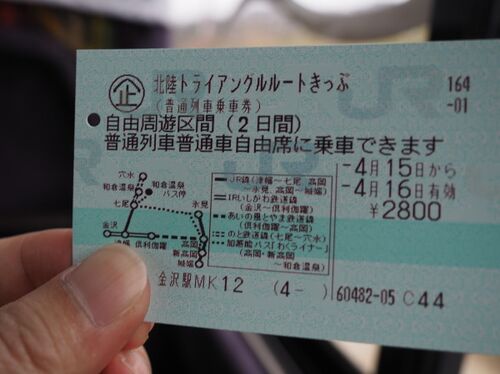 ㊣ 北陸トライアングルルートきっぷ
164
-01
(普通列車乗車券)
自由周遊区間(2日間)
普通列車普通車自由席に乗車できます
-4月15日から
-4月16日有効
¥2800
穴水
和倉温泉
和倉温泉
バス停
七尾
氷見
金沢
津幡 倶利伽羅
高岡
新高岡
城端
JR線(津幡〜七尾 高岡
〜氷見、高岡〜城端)
IRいしかわ鉄道線
(金沢〜倶利伽羅)
あいの風とやま鉄道線
(倶利伽羅〜高岡)
のと鉄道線(七尾〜穴水)
加越能バス「わくライナー」
(高岡・新高岡
〜和倉温泉)
金沢駅MK12 (4- )
60482-05 C44